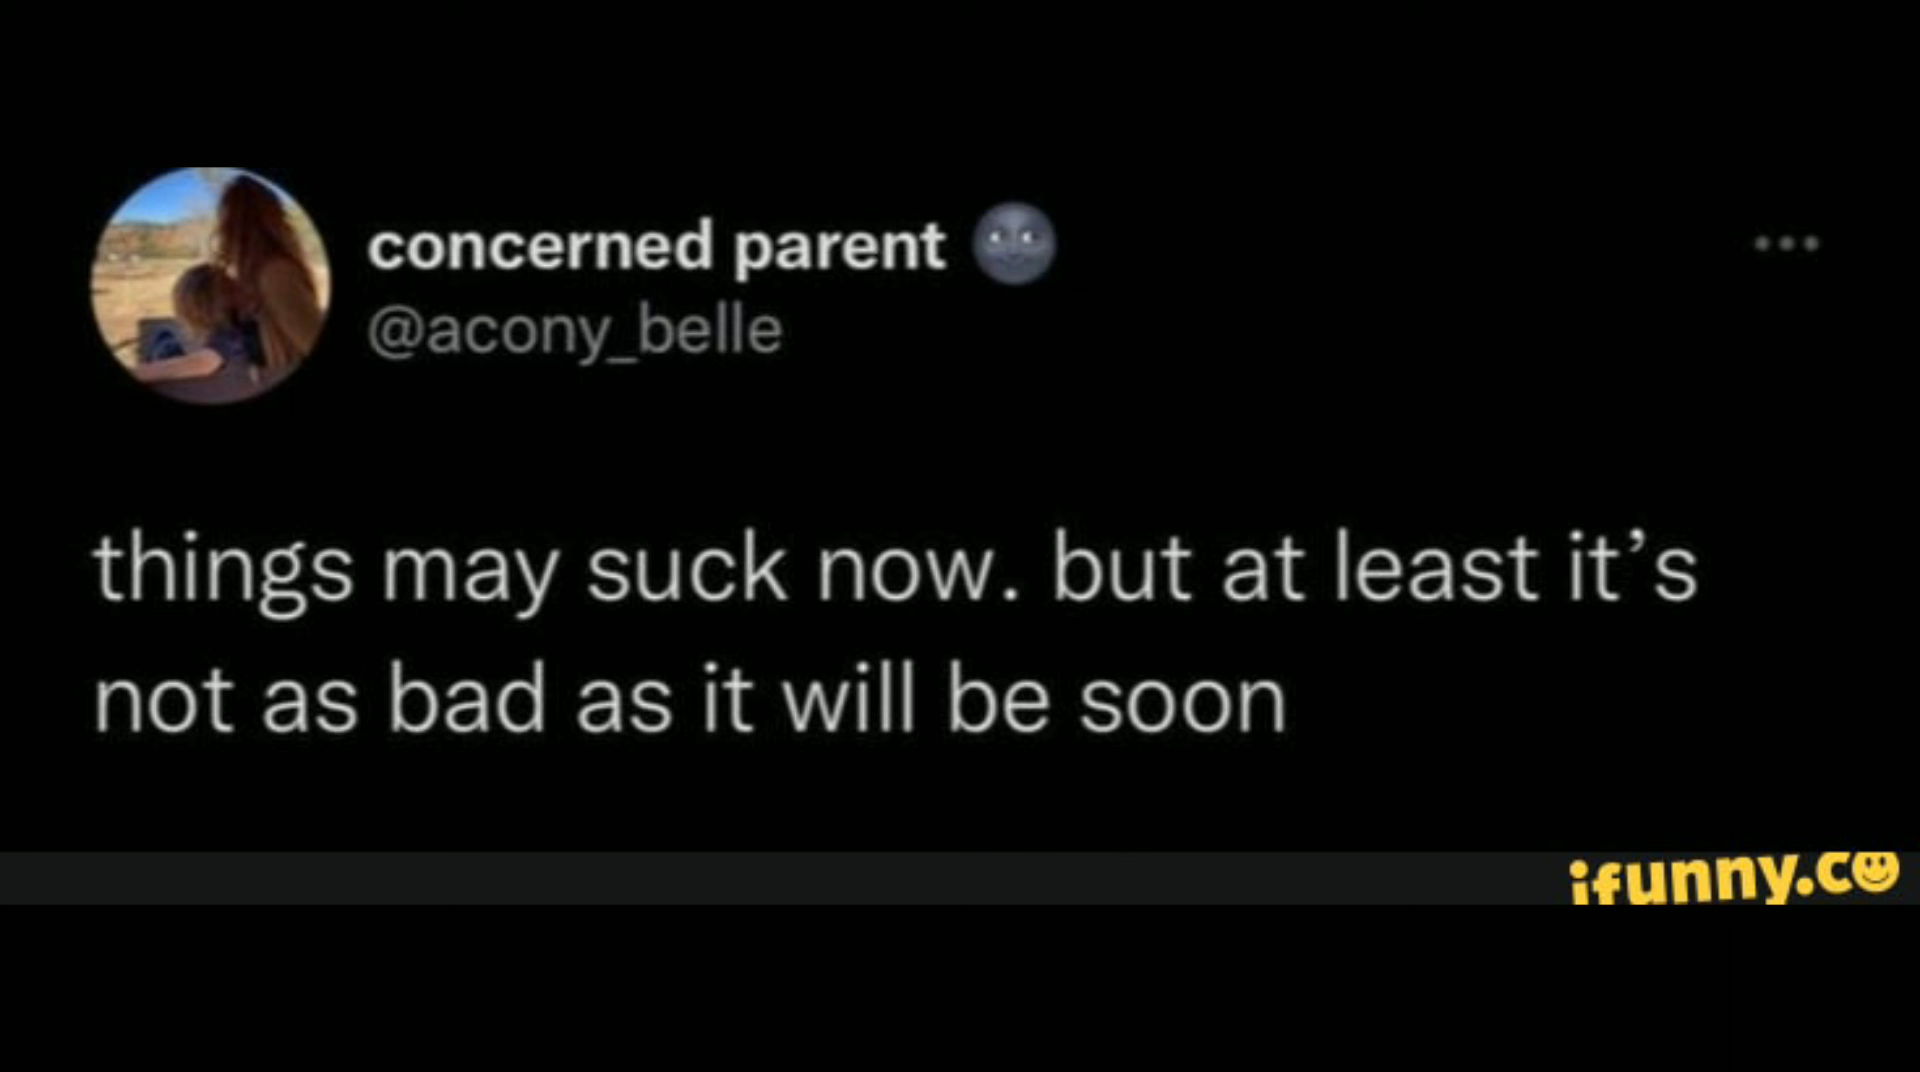 concerned parent 🌚
@acony_belle
things may suck now. but at least it’s
not as bad as it will be soon
ifunny.co